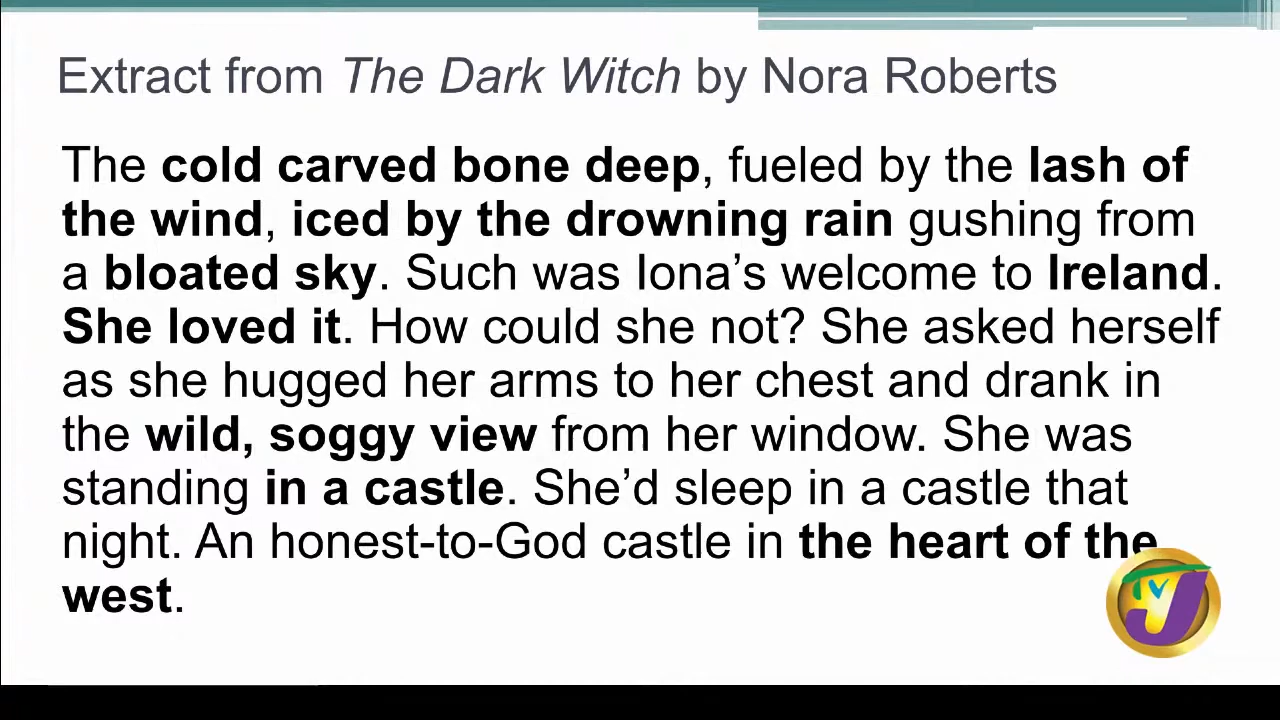 Extract from The Dark Witch by Nora Roberts
The cold carved bone deep, fueled by the lash of
the wind, iced by the drowning rain gushing from
a bloated sky. Such was Iona’s welcome to Ireland.
She loved it. How could she not? She asked herself
as she hugged her arms to her chest and drank in
the wild, soggy view from her window. She was
standing in a castle. She’d sleep in a castle that
night. An honest-to-God castle in the heart of the
west.
TVJ